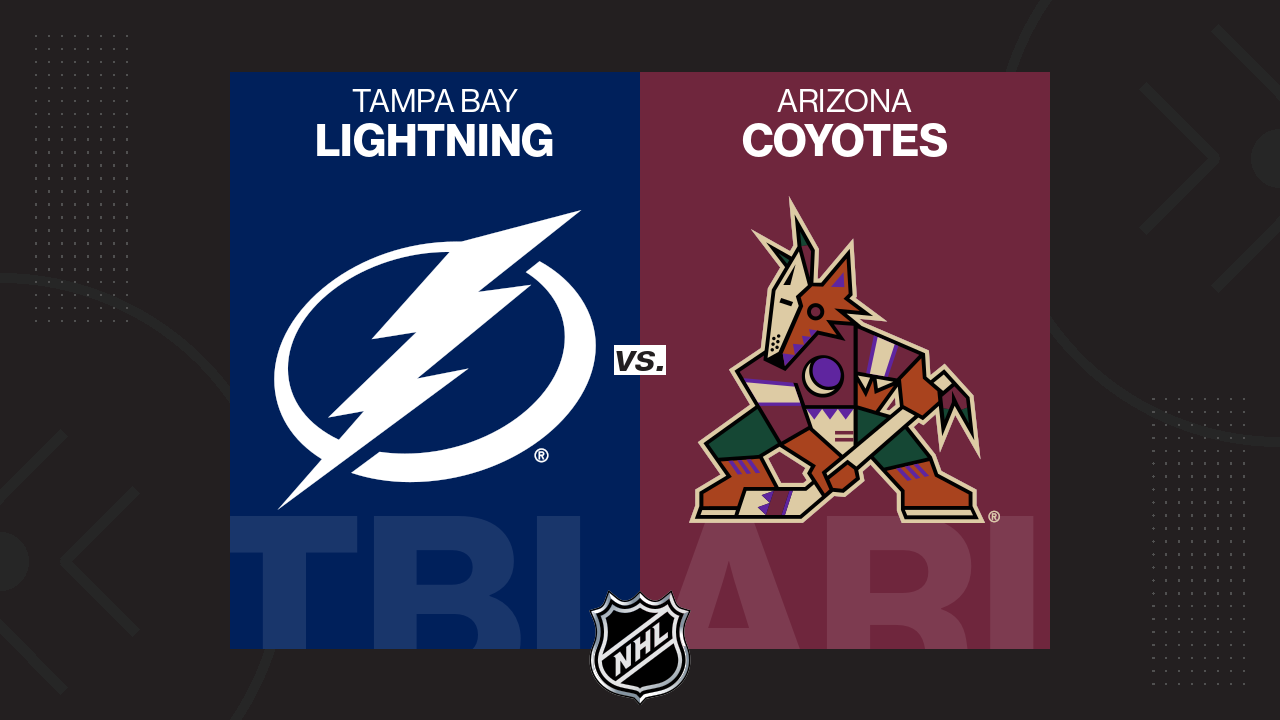 TAMPA BAY
LIGHTNING
ARIZONA
COYOTES
vs.
®
®
TBL
ARI
NHL